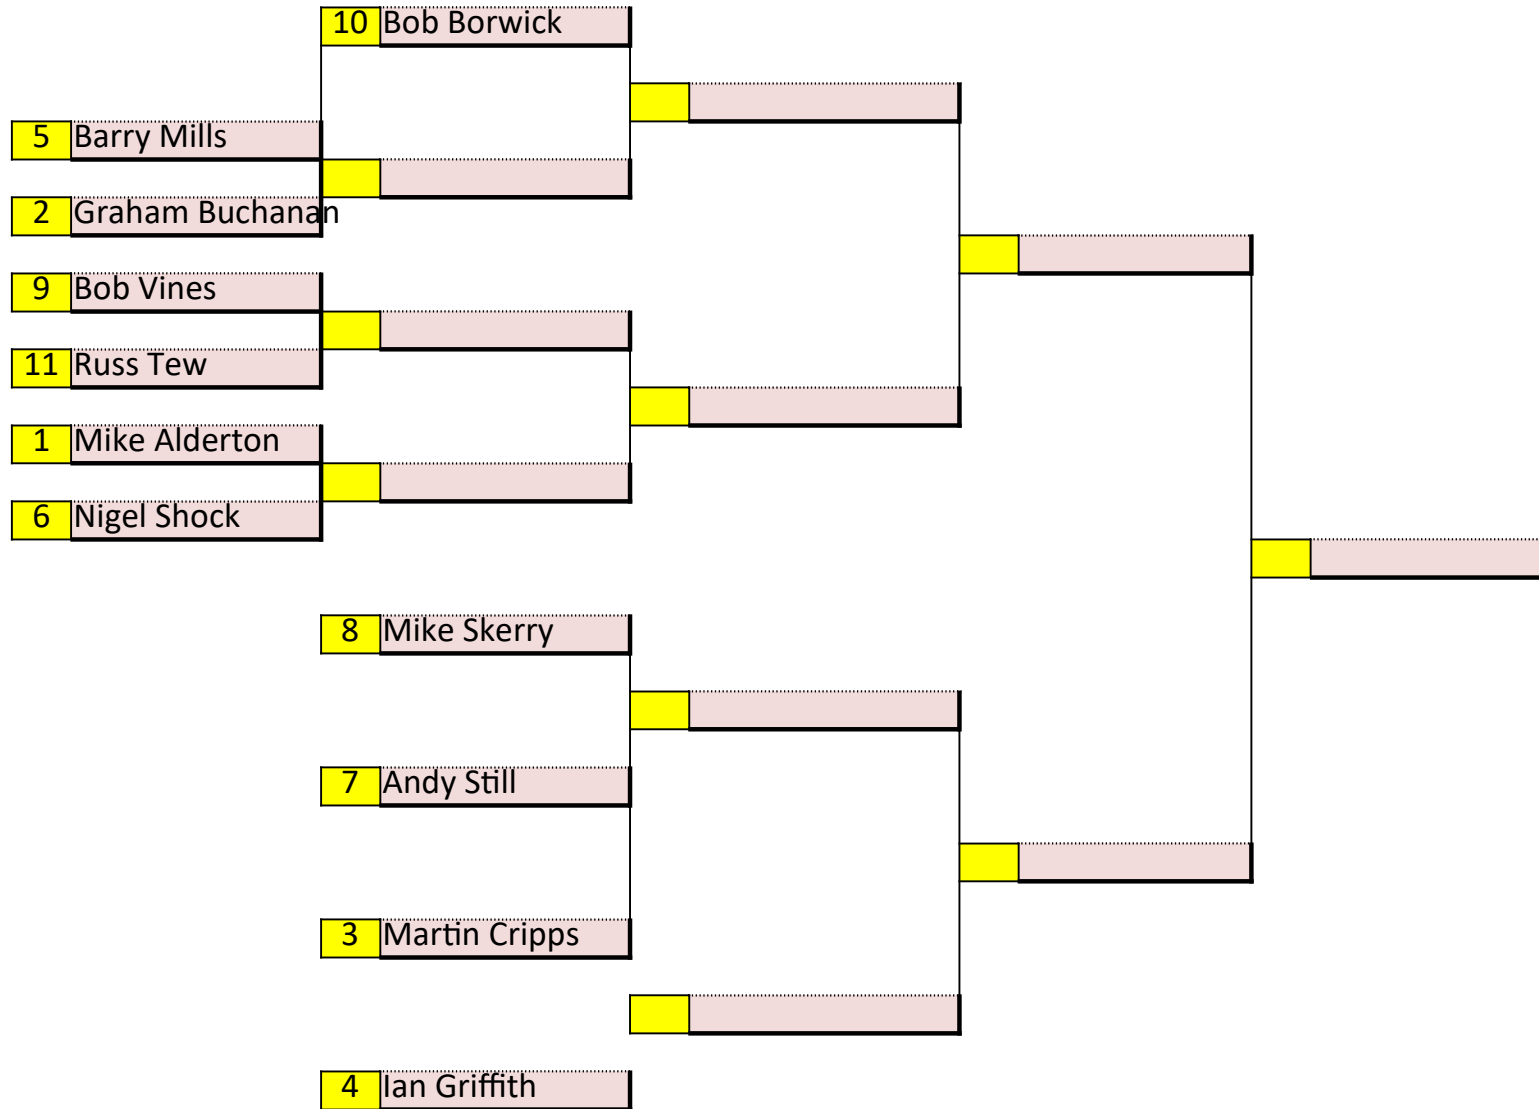 10 Bob Borwick
5 Barry Mills
2 Graham Buchanan
9 Bob Vines
11 Russ Tew
1 Mike Alderton
6 Nigel Shock
8 Mike Skerry
7 Andy Still
3 Martin Cripps
4 Ian Griffith